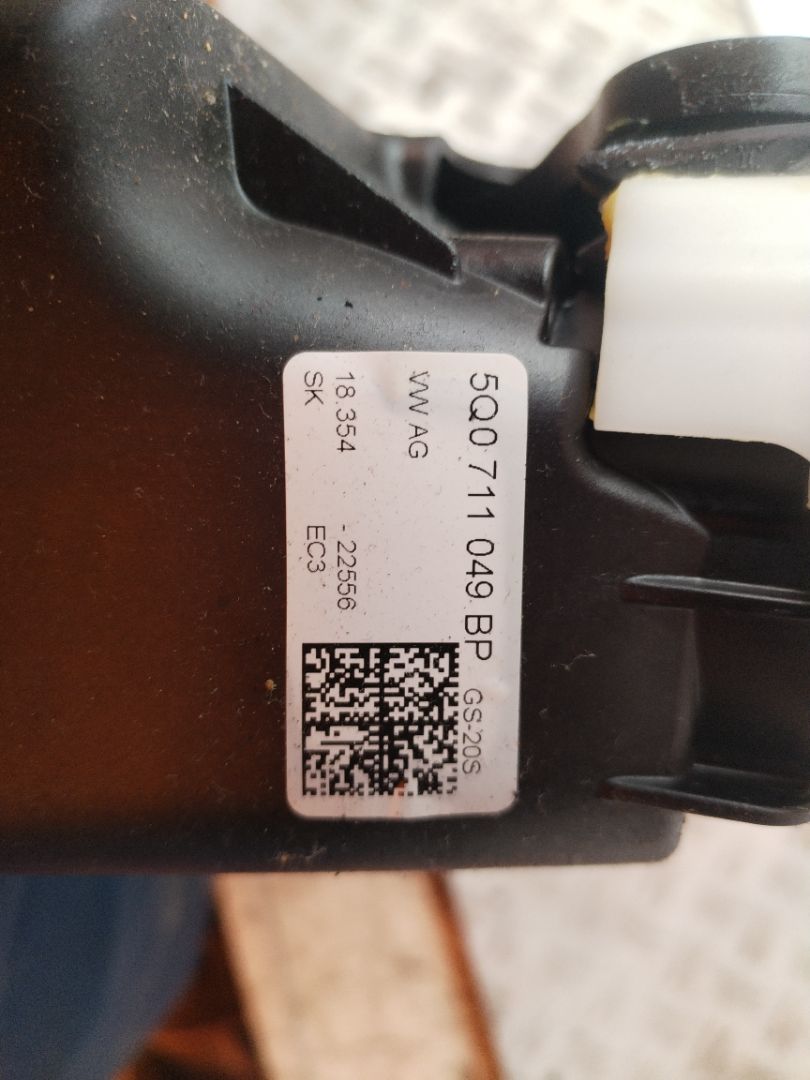 5Q0 711 049 BP GS-20S
VW AG
18.354 - 22556
SK EC3